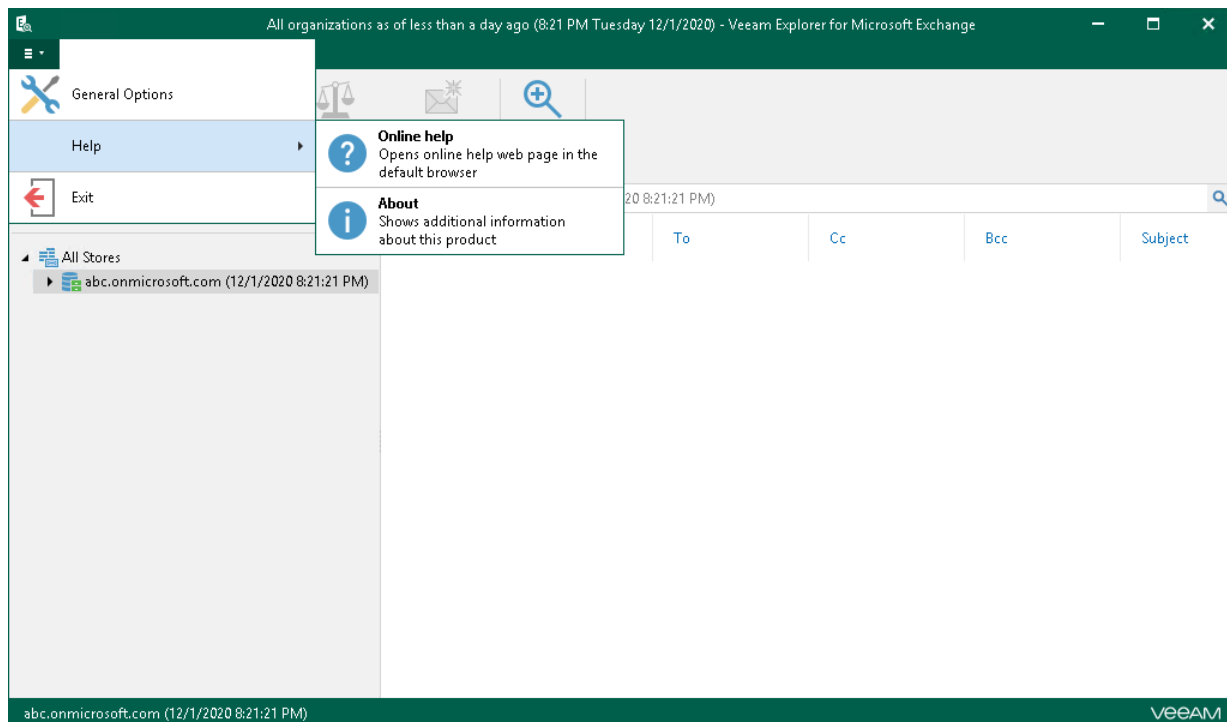 All organizations as of less than a day ago (8:21 PM Tuesday 12/1/2020) - Veeam Explorer for Microsoft Exchange
General Options
Help
Online help
Opens online help web page in the
default browser
Exit
About
Shows additional information
about this product
20 8:21:21 PM)
To
Cc
Bcc
Subject
All Stores
abc.onmicrosoft.com (12/1/2020 8:21:21 PM)
abc.onmicrosoft.com (12/1/2020 8:21:21 PM)
veeAM